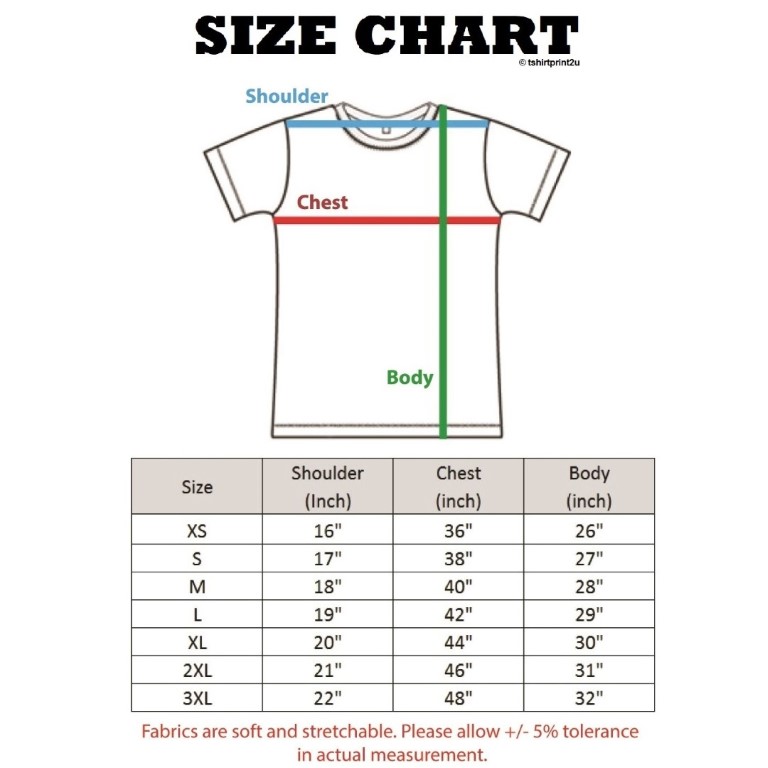 SIZE CHART
© tshirtprint2u
Shoulder
Chest
Body
Size Shoulder (Inch) Chest (inch) Body (inch)
XS 16" 36" 26"
S 17" 38" 27"
M 18" 40" 28"
L 19" 42" 29"
XL 20" 44" 30"
2XL 21" 46" 31"
3XL 22" 48" 32"
Fabrics are soft and stretchable. Please allow +/- 5% tolerance
in actual measurement.